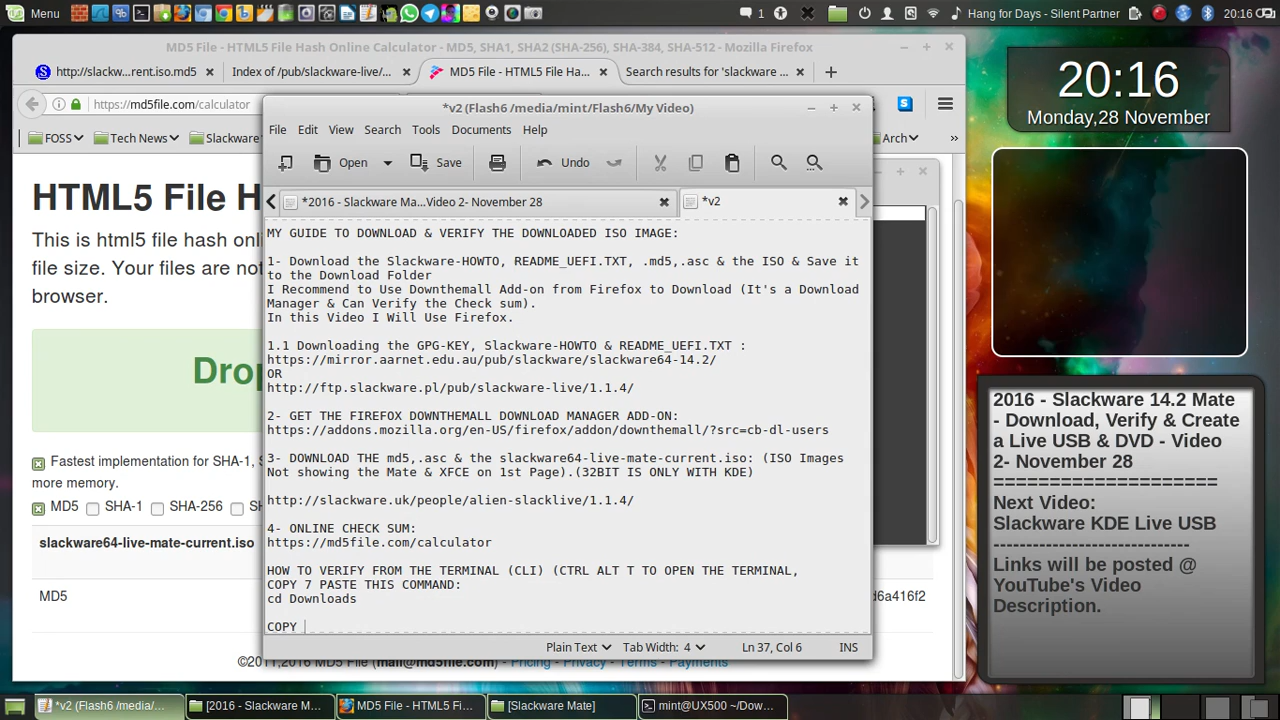 Menu
1
Hang for Days - Silent Partner
20:16
MD5 File - HTML5 File Hash Online Calculator - MD5, SHA1, SHA2 (SHA-256), SHA-384, SHA-512 - Mozilla Firefox
http://slackw...rent.iso.md5
Index of /pub/slackware-live/...
MD5 File - HTML5 File Ha...
Search results for 'slackware ...
https://md5file.com/calculator
FOSS
Tech News
Slackware
Arch
HTML5 File H
This is html5 file hash onl
file size. Your files are not
browser.
Drop
Fastest implementation for SHA-1, S
more memory.
MD5
SHA-1
SHA-256
SH
slackware64-live-mate-current.iso
MD5
d6a416f2
©2011,2016 MD5 File (mail@md5file.com) - Pricing - Privacy - Terms - Payments
*v2 (Flash6 /media/mint/Flash6/My Video)
File Edit View Search Tools Documents Help
Open
Save
Undo
*2016 - Slackware Ma...Video 2- November 28
*v2
MY GUIDE TO DOWNLOAD & VERIFY THE DOWNLOADED ISO IMAGE:
1- Download the Slackware-HOWTO, README_UEFI.TXT, .md5,.asc & the ISO & Save it
to the Download Folder
I Recommend to Use Downthemall Add-on from Firefox to Download (It's a Download
Manager & Can Verify the Check sum).
In this Video I Will Use Firefox.
1.1 Downloading the GPG-KEY, Slackware-HOWTO & README_UEFI.TXT :
https://mirror.aarnet.edu.au/pub/slackware/slackware64-14.2/
OR
http://ftp.slackware.pl/pub/slackware-live/1.1.4/
2- GET THE FIREFOX DOWNTHEMALL DOWNLOAD MANAGER ADD-ON:
https://addons.mozilla.org/en-US/firefox/addon/downthemall/?src=cb-dl-users
3- DOWNLOAD THE md5,.asc & the slackware64-live-mate-current.iso: (ISO Images
Not showing the Mate & XFCE on 1st Page).(32BIT IS ONLY WITH KDE)
http://slackware.uk/people/alien-slacklive/1.1.4/
4- ONLINE CHECK SUM:
https://md5file.com/calculator
HOW TO VERIFY FROM THE TERMINAL (CLI) (CTRL ALT T TO OPEN THE TERMINAL,
COPY 7 PASTE THIS COMMAND:
cd Downloads
COPY
Plain Text
Tab Width: 4
Ln 37, Col 6
INS
20:16
Monday,28 November
2016 - Slackware 14.2 Mate
- Download, Verify & Create
a Live USB & DVD - Video
2- November 28
=====================
Next Video:
Slackware KDE Live USB
----------------------------
Links will be posted @
YouTube's Video
Description.
*v2 (Flash6 /media/...
[2016 - Slackware M...
MD5 File - HTML5 Fi...
[Slackware Mate]
mint@UX500 ~/Dow...